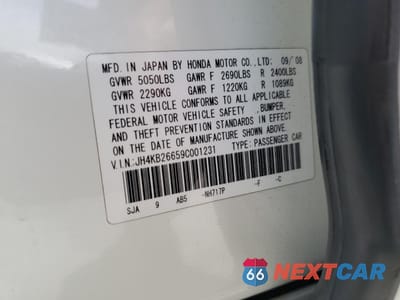 MFD. IN JAPAN BY HONDA MOTOR CO.,LTD: 09/'08
GVWR 5050LBS GAWR F 2690LBS R 2400LBS
GVWR 2290KG GAWR F 1220KG R 1089KG
THIS VEHICLE CONFORMS TO ALL APPLICABLE
FEDERAL MOTOR VEHICLE SAFETY ,BUMPER,
AND THEFT PREVENTION STANDARDS IN EFFECT ON
THE DATE OF MANUFACTURE SHOWN ABOVE.
V.I.N:JH4KB26659C001231 TYPE: PASSENGER CAR
SJA 9 AB5 -NH717P -F -C
66 NEXTCAR